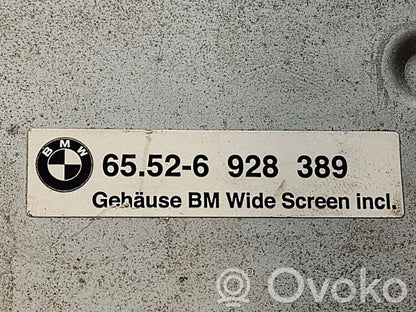 BMW
65.52-6 928 389
Gehäuse BM Wide Screen incl.
Ovoko